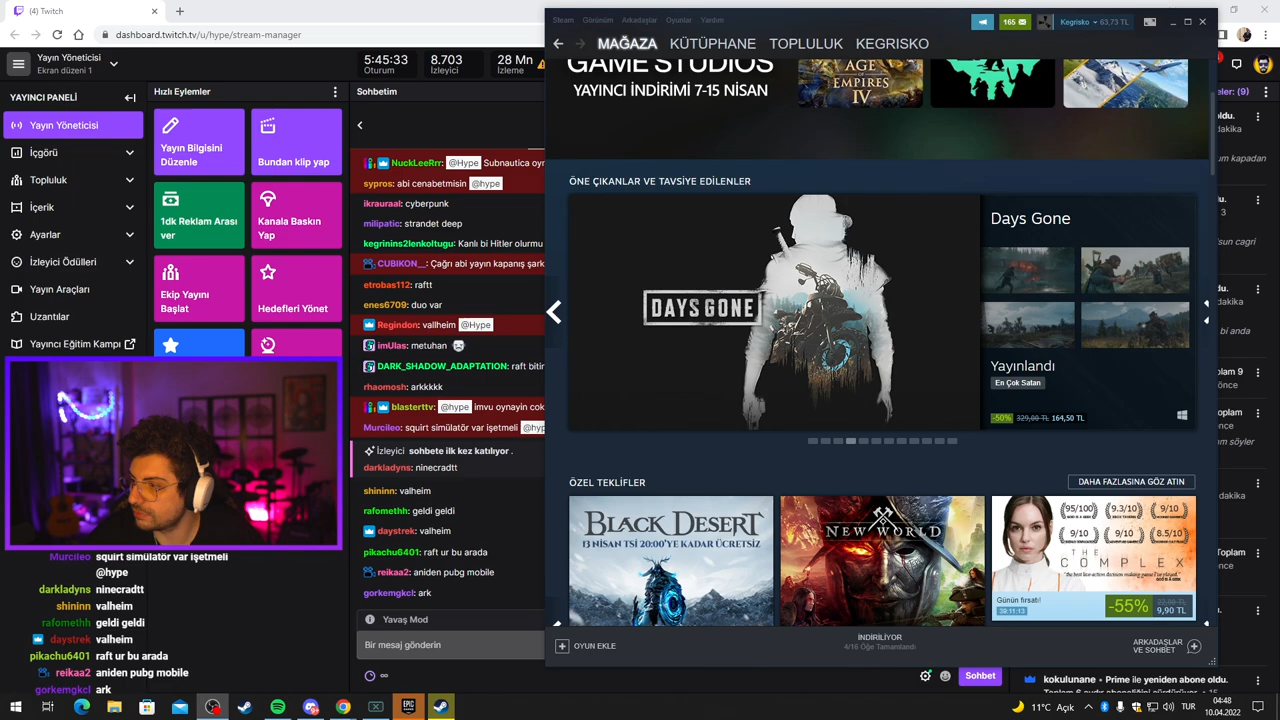 (4) Twitch
dashboard.twitch.tv/u/hype/stream-manager
Yayın Yöneticisi
Ekran düzeni 1
5:45:33
Oturum
8.703
İzleyici
28 Mn
İzleme
YAYINCI PANELİ
Yayın Yöneticisi
İçgörü
Topluluk
İçerik
Ayarlar
İzleyici Ödülleri
Yayın Araçları
Uzantılar
Yayıncı Eğitim Kampı
Hızlı Eylemler
Yayın Bilgisini
Düzenle
Bundan klip yap
1dk Reklam Arası
ver
Kanala Baskın
Yap
Ekip Yayını
Başlat
Hedefleri Yönet
Sohbetim
NuckLeeRrr: @Hype Subnautica oyn
sypros: abi cenabetmisin @hype
ikrauraal: cyberpunk
milipatic: strandet deep
kegrinins2lenkoltugu: Kanlı bi Hitler olurmu
CUBIKON__: Çağrı abi yayın kapanış şark
etrobas112: raftt
enes6709: duo var
Regindon: vallheim @Hype
imUlas: metuhan
DARK_SHADOW_ADAPTATION: raft bitir
rhaomosh: arkkkkk
blasterttv: @hype İmvu oynayin cok
Murcileo: squirt simülatör var işetmeli @hyp
İzleyici sohbete ilk kez katılıyor .
darkladyns: ninecradtt
shininn: valheim
rafomethh: geldi geldi
daystrek: valheim
pikachu6401: raft ur bu arada
reikaa2: aniden pubg mobile
gorkemgkcl: ark
Yavaş Mod
Bir mesaj gönderin
∞
Sohbet
Murcileo squirt simülatör var işetmeli
@hype
darkladyns ninecradtt
shininn valheim
rafomethh geldi geldi
daystrek valheim
pikachu6401 raft ur bu arada
reikaa2 aniden pubg mobile
gorkemgkcl ark
Steam Görünüm Arkadaşlar Oyunlar Yardım
165
Kegrisko 63,73 TL
MAĞAZA KÜTÜPHANE TOPLULUK KEGRISKO
GAME STUDIOS
YAYINCI İNDİRİMİ 7-15 NİSAN
AGE OF
EMPIRES
IV
ÖNE ÇIKANLAR VE TAVSİYE EDİLENLER
DAYS GONE
Days Gone
Yayınlandı
En Çok Satan
-50% 329,00 TL 164,50 TL
ÖZEL TEKLİFLER
DAHA FAZLASINA GÖZ ATIN
BLACK DESERT
13 NİSAN TSİ 20:00'YE KADAR ÜCRETSİZ
NEW WORLD
95/100 9.3/10 9/10
9/10 9/10 8.5/10
THE
COMPLEX
Günün fırsatı!
39:11:13
-55%
9,90 TL
OYUN EKLE
İNDİRİLİYOR
4/16 Öğe Tamamlandı
ARKADAŞLAR
VE SOHBET
kokulunane • Prime ile yeniden abone oldu.
11°C Açık
TUR
04:48
10.04.2022